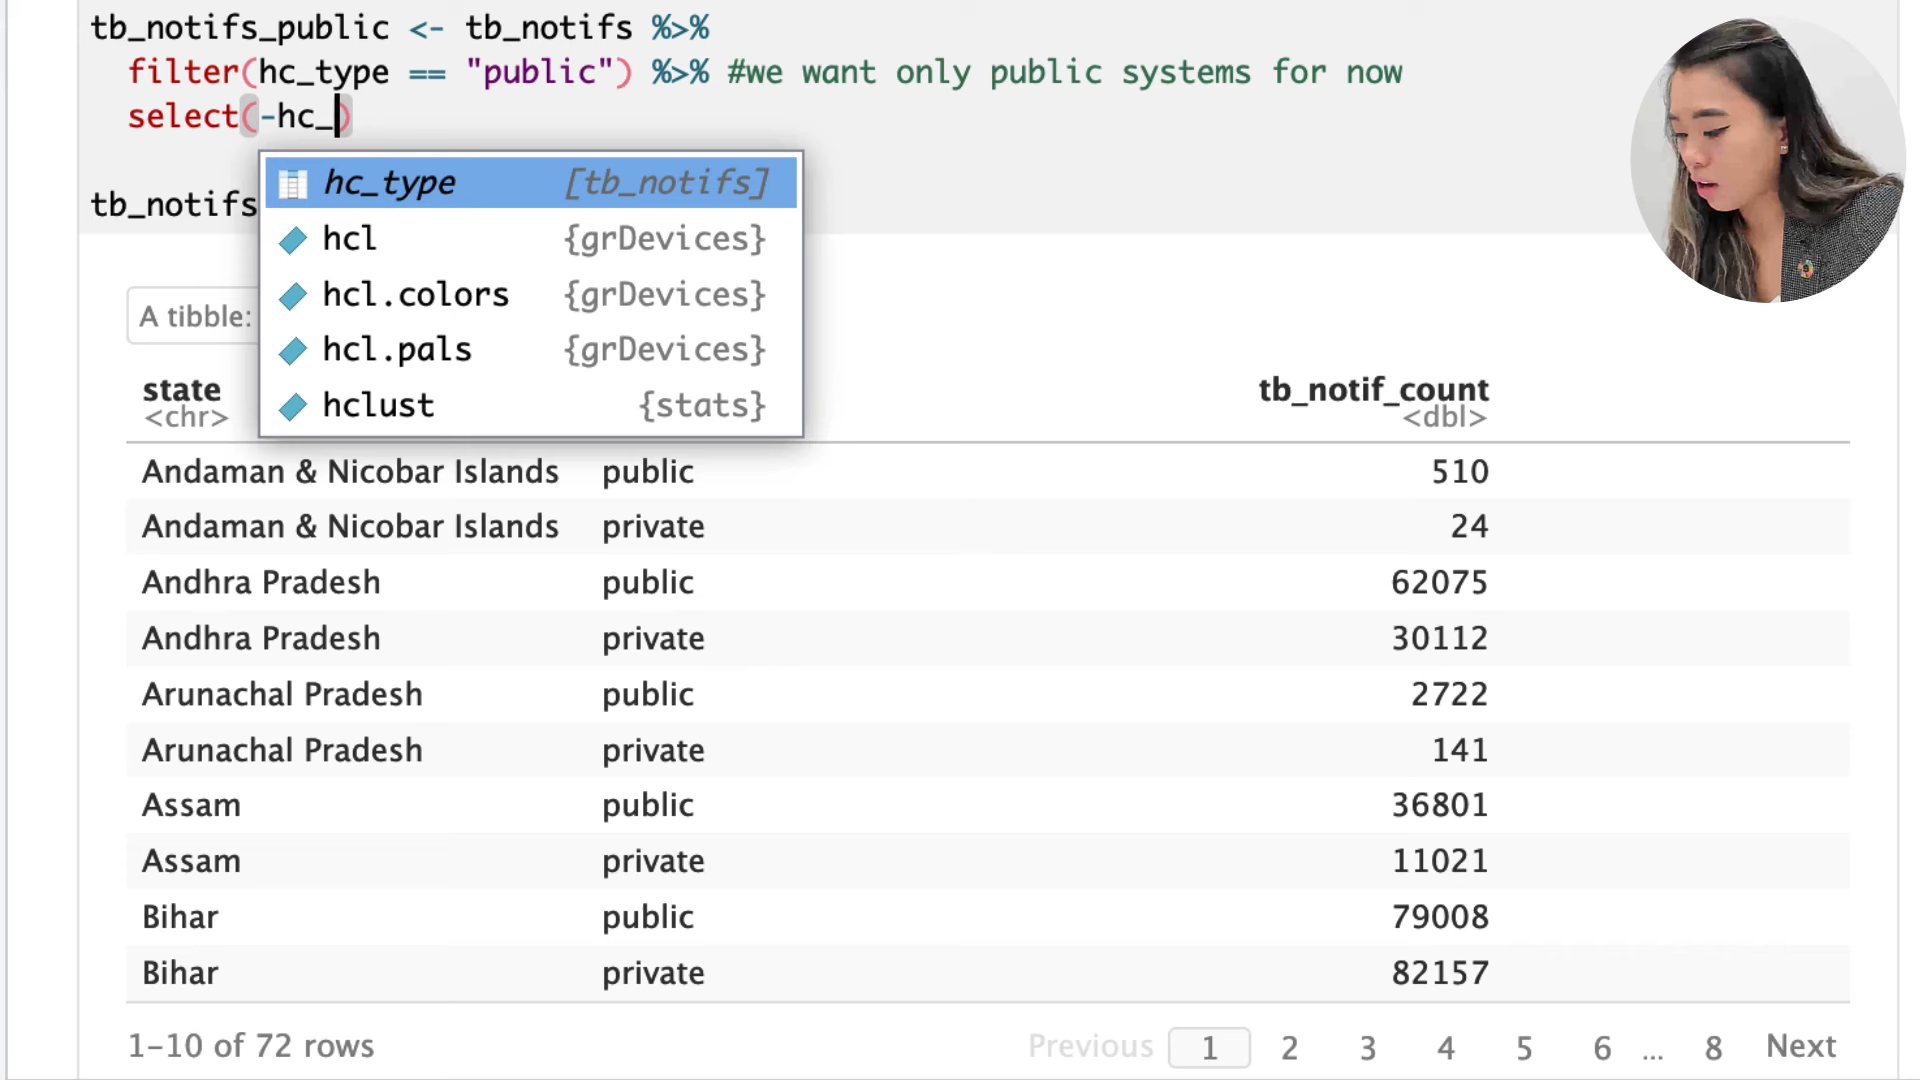 tb_notifs_public <- tb_notifs %>%
filter(hc_type == "public") %>% #we want only public systems for now
select(-hc_)
hc_type [tb_notifs]
tb_notifs
hcl {grDevices}
hcl.colors {grDevices}
A tibble:
hcl.pals {grDevices}
hclust {stats}
state tb_notif_count
<chr> <dbl>
Andaman & Nicobar Islands public 510
Andaman & Nicobar Islands private 24
Andhra Pradesh public 62075
Andhra Pradesh private 30112
Arunachal Pradesh public 2722
Arunachal Pradesh private 141
Assam public 36801
Assam private 11021
Bihar public 79008
Bihar private 82157
1–10 of 72 rows Previous 1 2 3 4 5 6 ... 8 Next